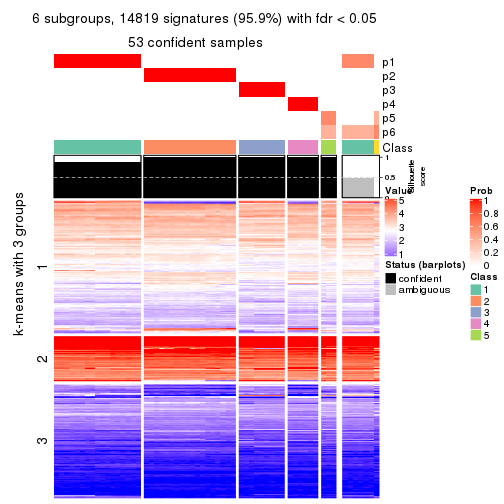 6 subgroups, 14819 signatures (95.9%) with fdr < 0.05
53 confident samples
p1
p2
p3
p4
p5
p6
Class
1
0.5
0
Silhouette
score
k-means with 3 groups
1
2
3
Value
5
4
3
2
1
Status (barplots)
confident
ambiguous
Prob
1
0.8
0.6
0.4
0.2
0
Class
1
2
3
4
5